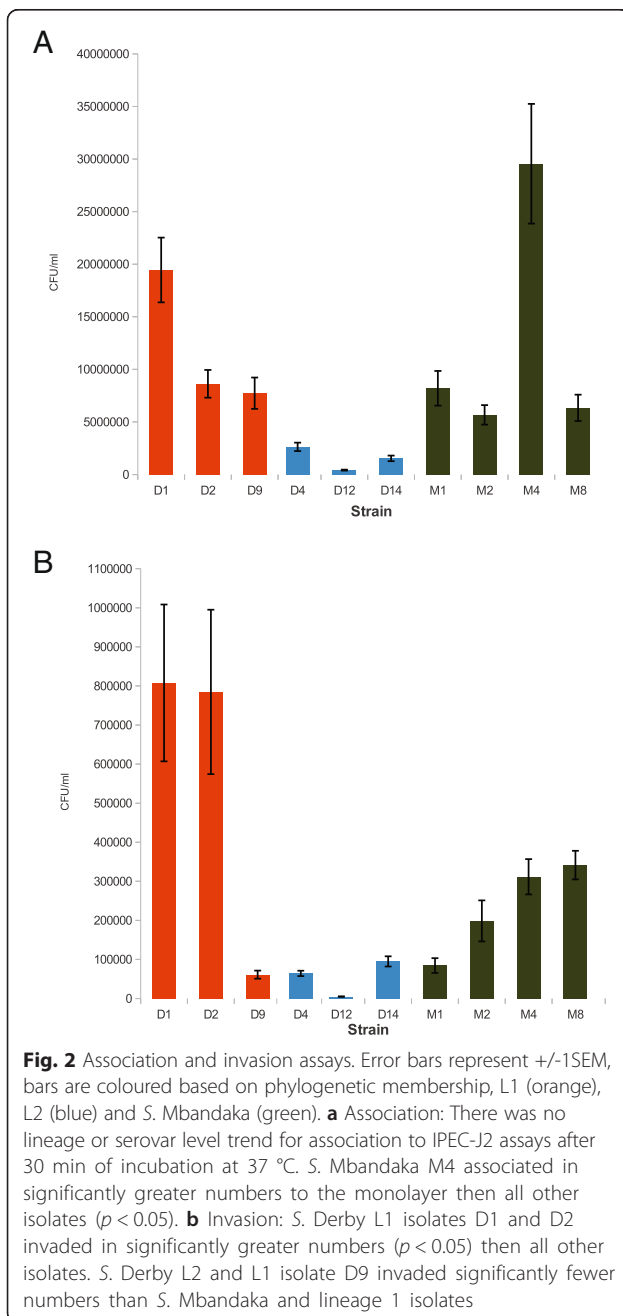 A
40000000
35000000
30000000
25000000
20000000
15000000
10000000
5000000
0
CFU/ml
D1 D2 D9 D4 D12 D14 M1 M2 M4 M8
Strain
B
1100000
1000000
900000
800000
700000
600000
500000
400000
300000
200000
100000
0
CFU/ml
D1 D2 D9 D4 D12 D14 M1 M2 M4 M8
Strain
Fig. 2 Association and invasion assays. Error bars represent +/-1SEM,
bars are coloured based on phylogenetic membership, L1 (orange),
L2 (blue) and S. Mbandaka (green). a Association: There was no
lineage or serovar level trend for association to IPEC-J2 assays after
30 min of incubation at 37 °C. S. Mbandaka M4 associated in
significantly greater numbers to the monolayer then all other
isolates (p < 0.05). b Invasion: S. Derby L1 isolates D1 and D2
invaded in significantly greater numbers (p < 0.05) then all other
isolates. S. Derby L2 and L1 isolate D9 invaded significantly fewer
numbers than S. Mbandaka and lineage 1 isolates